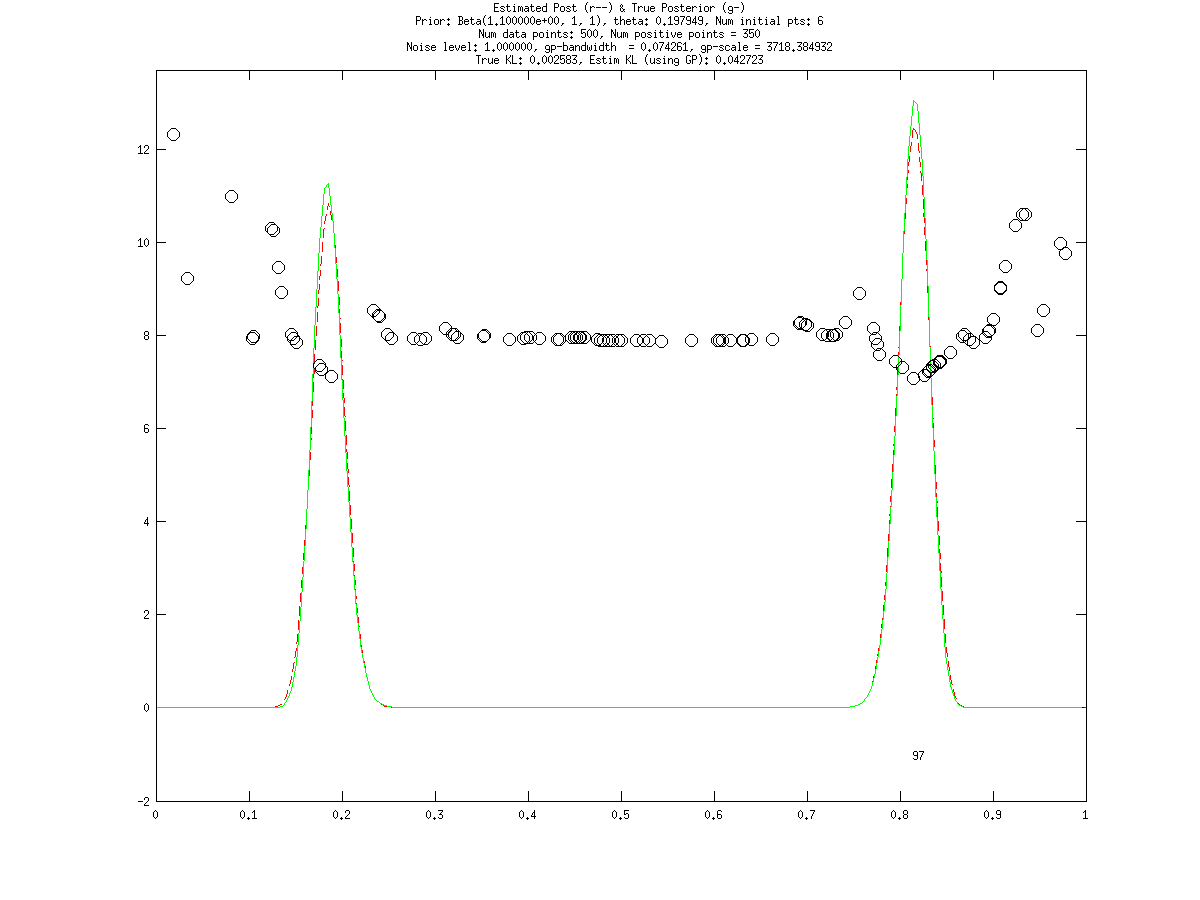 Estimated Post (r--) & True Posterior (g-)
Prior: Beta(1.100000e+00, 1, 1), theta: 0.197949, Num initial pts: 6
Num data points: 500, Num positive points = 350
Noise level: 1.000000, gp-bandwidth  = 0.074261, gp-scale = 3718.384932
True KL: 0.002583, Estim KL (using GP): 0.042723
12
10
8
6
4
2
0
97
-2
0 0.1 0.2 0.3 0.4 0.5 0.6 0.7 0.8 0.9 1